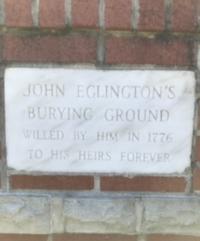 JOHN EGLINGTON'S
BURYING GROUND
WILLED BY HIM IN 1776
TO HIS HEIRS FOREVER